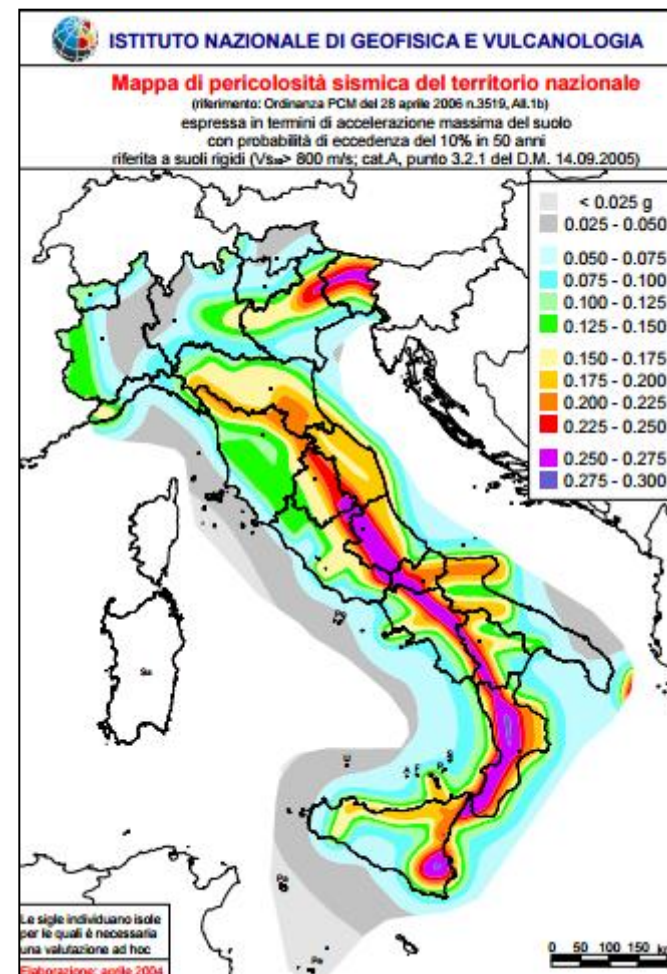 ISTITUTO NAZIONALE DI GEOFISICA E VULCANOLOGIA
Mappa di pericolosità sismica del territorio nazionale
(riferimento: Ordinanza PCM del 28 aprile 2006 n.3519, All.1b)
espressa in termini di accelerazione massima del suolo
con probabilità di eccedenza del 10% in 50 anni
riferita a suoli rigidi (Vs₃₀> 800 m/s; cat.A, punto 3.2.1 del D.M. 14.09.2005)
< 0.025 g
0.025 - 0.050
0.050 - 0.075
0.075 - 0.100
0.100 - 0.125
0.125 - 0.150
0.150 - 0.175
0.175 - 0.200
0.200 - 0.225
0.225 - 0.250
0.250 - 0.275
0.275 - 0.300
Sa
U
Pa
Pe
Le sigle individuano isole
per le quali è necessaria
una valutazione ad hoc
Elaborazione: aprile 2004
0 50 100 150 km